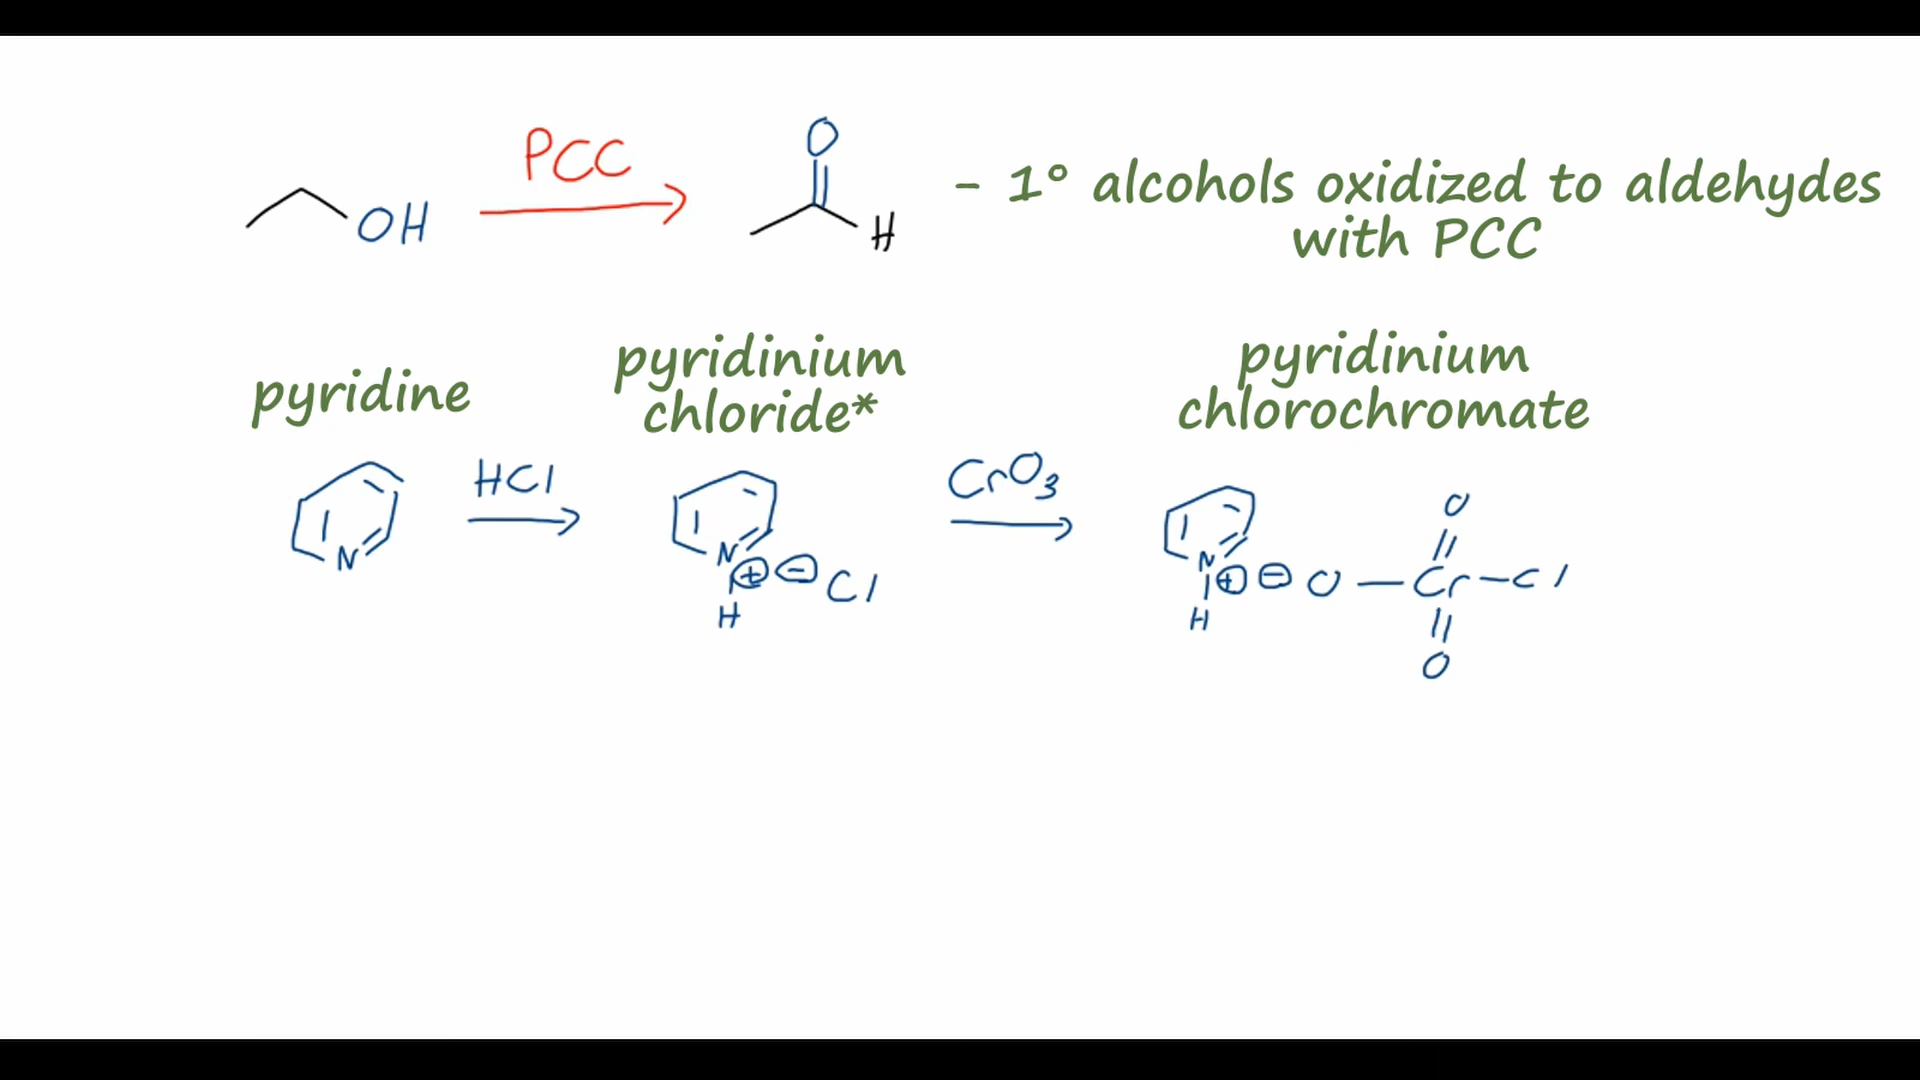 PCC
O
OH
H
- 1° alcohols oxidized to aldehydes
with PCC
pyridine
pyridinium
chloride*
pyridinium
chlorochromate
HCl
CrO₃
N
N
⊕ ⊖ Cl
H
N
⊕ ⊖ O — Cr – Cl
H
O
O